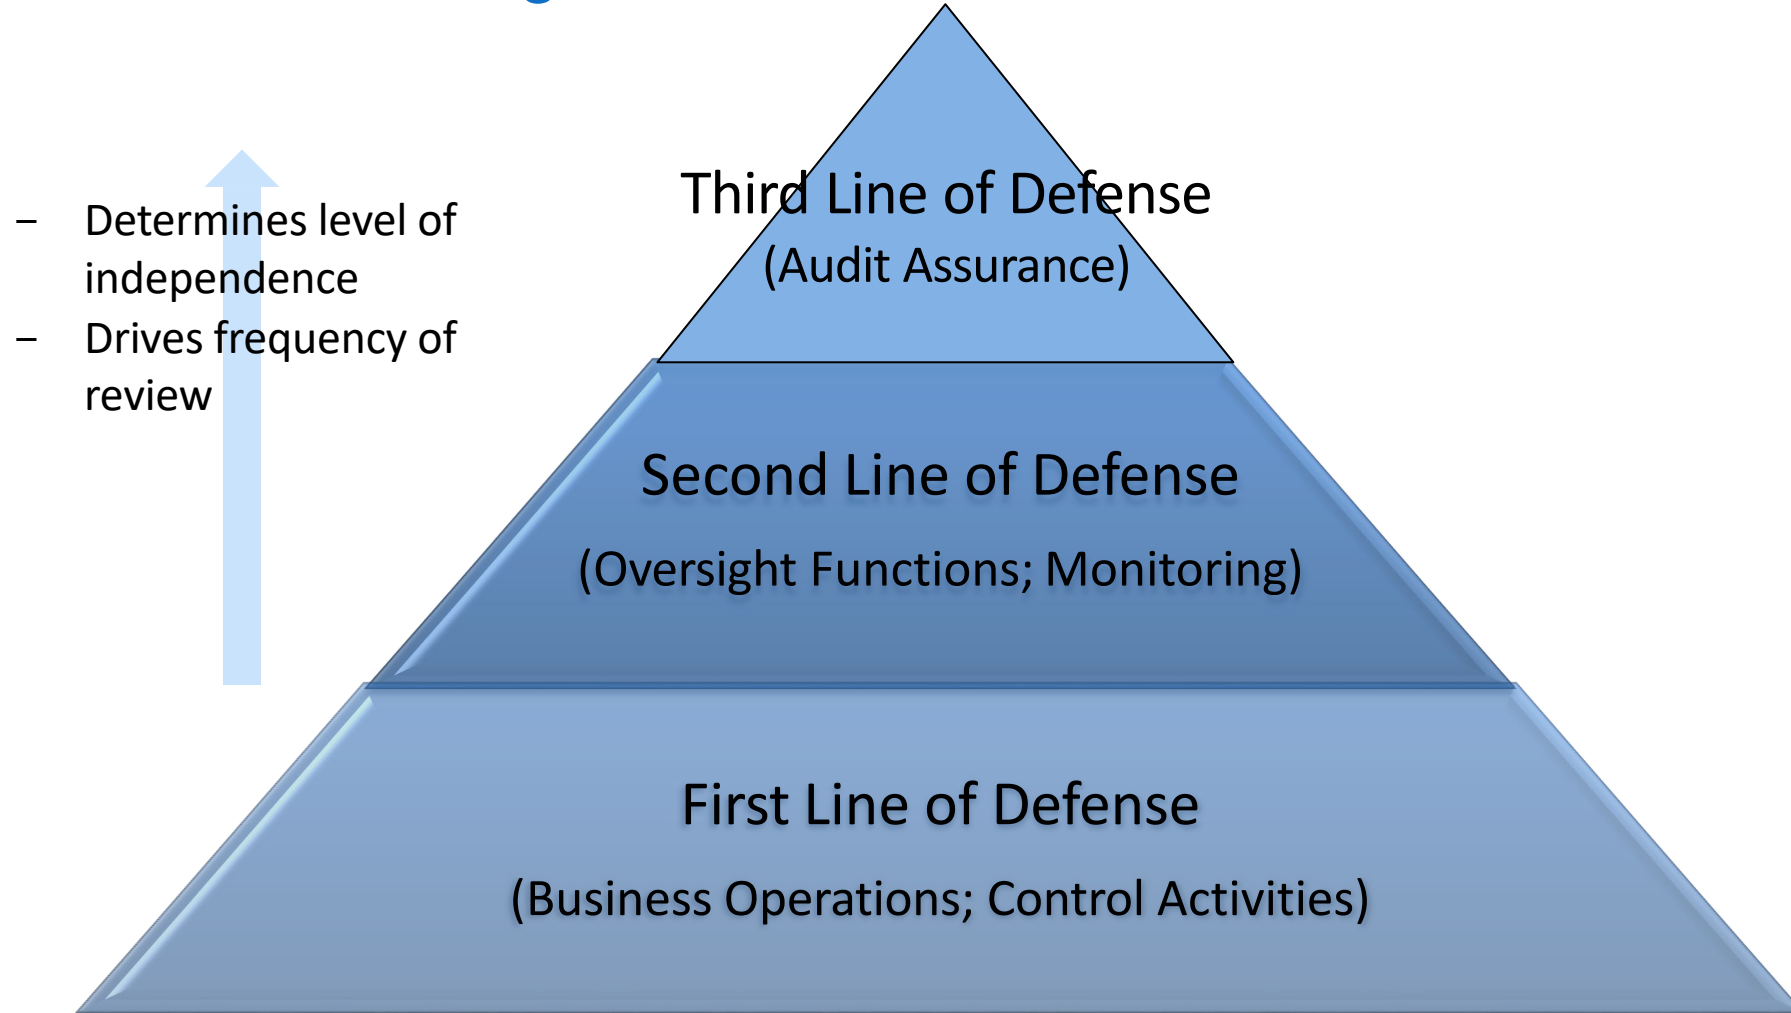 – Determines level of
independence
– Drives frequency of
review
Third Line of Defense
(Audit Assurance)
Second Line of Defense
(Oversight Functions; Monitoring)
First Line of Defense
(Business Operations; Control Activities)